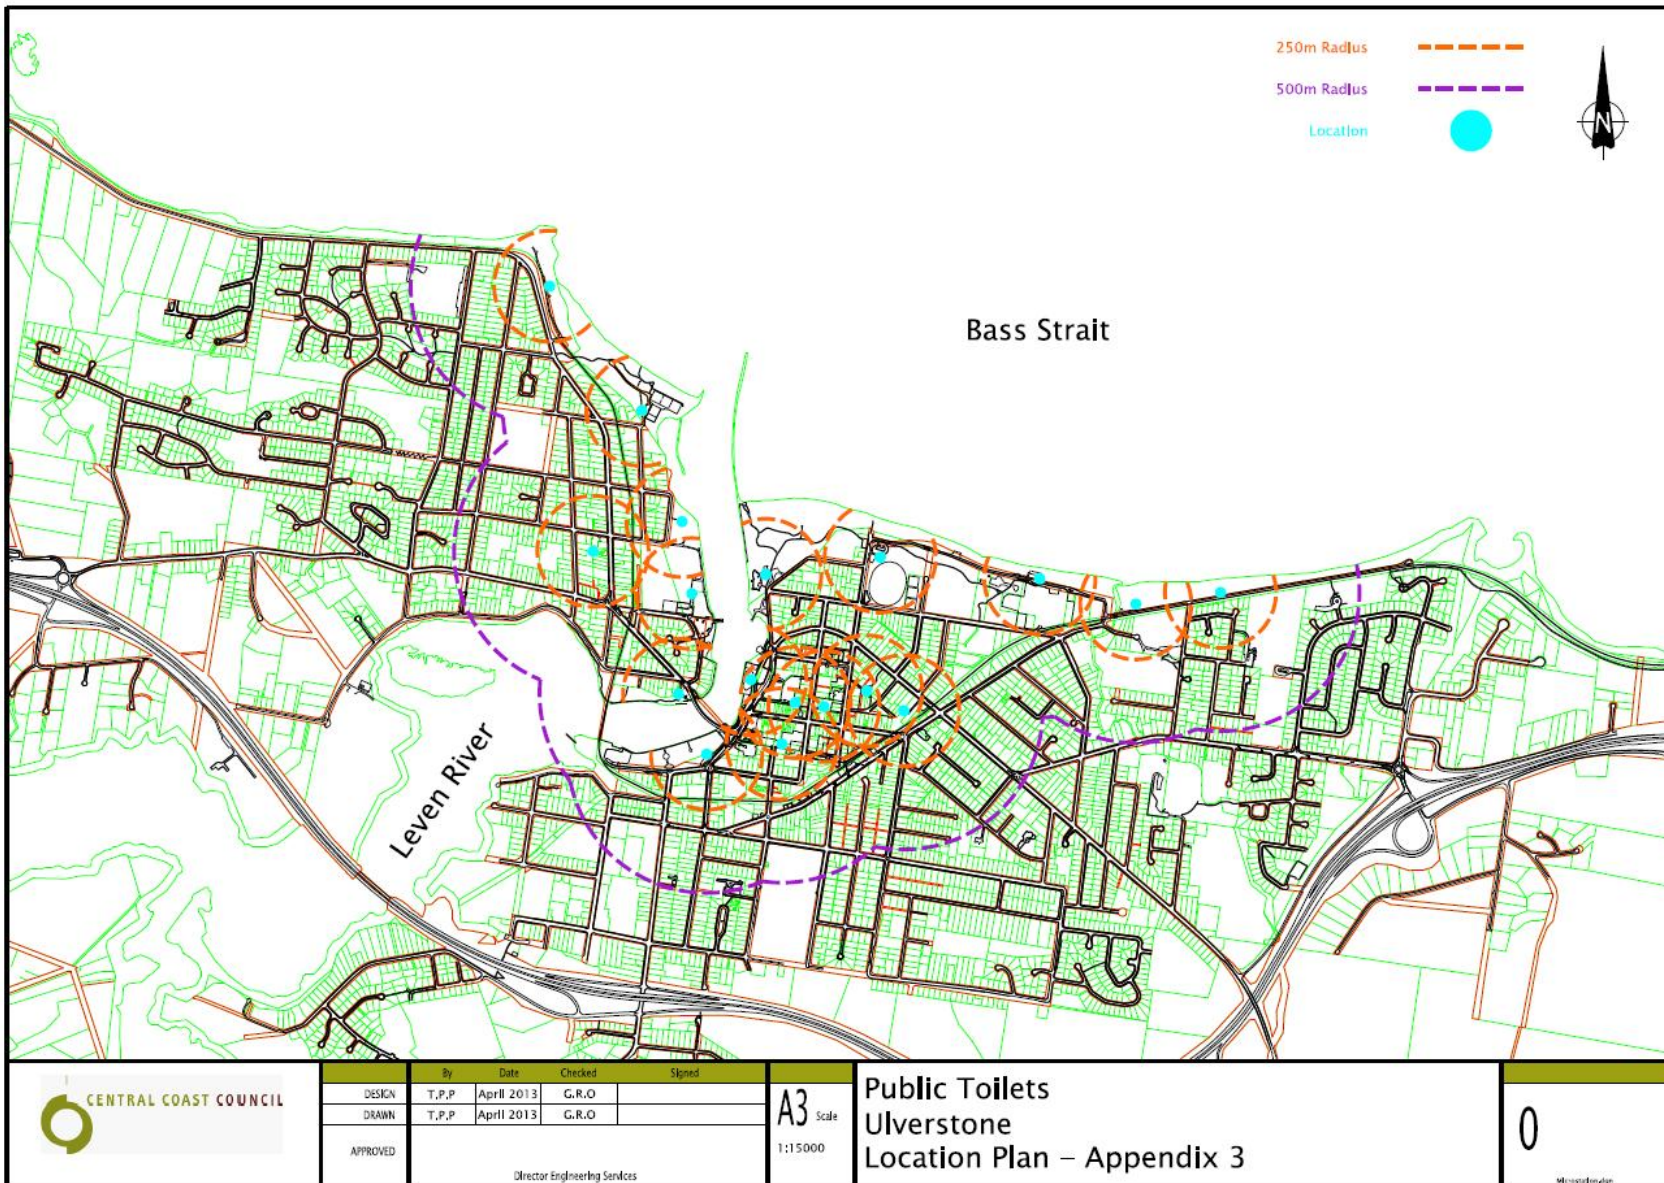 250m Radius
500m Radius
Location
N
Bass Strait
Leven River
CENTRAL COAST COUNCIL
By Date Checked Signed
DESIGN T.P.P April 2013 G.R.O
DRAWN T.P.P April 2013 G.R.O
APPROVED
Director Engineering Services
A3 Scale
1:15000
Public Toilets
Ulverstone
Location Plan – Appendix 3
0